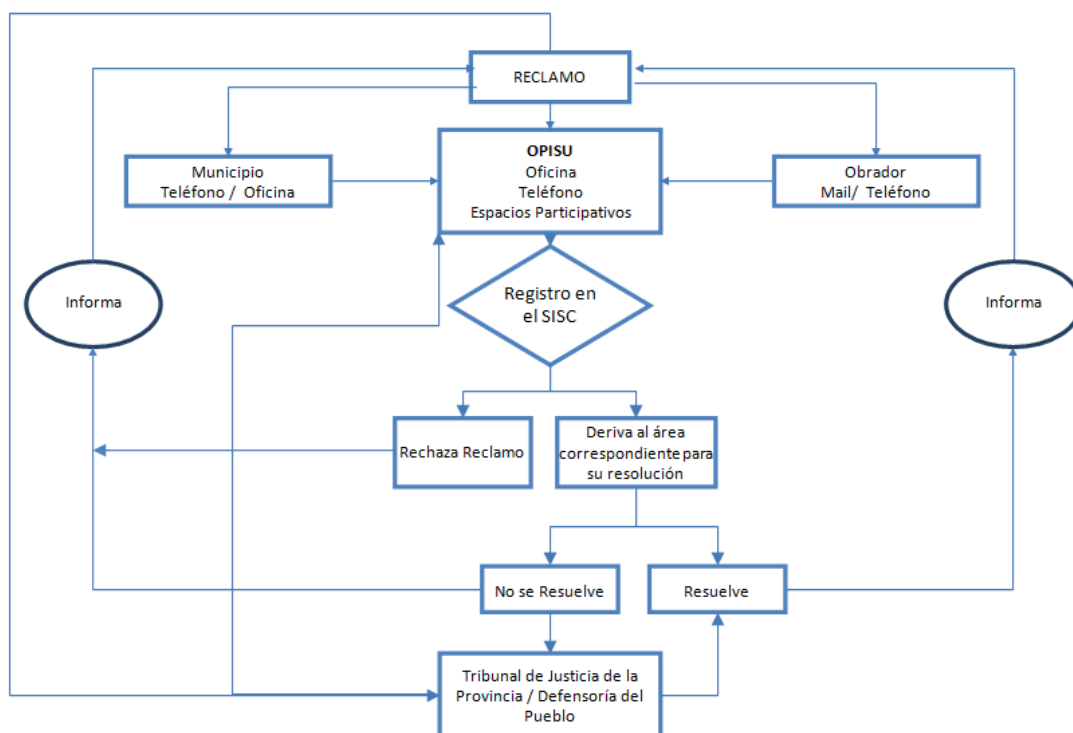 RECLAMO
Municipio
Teléfono / Oficina
OPISU
Oficina
Teléfono
Espacios Participativos
Obrador
Mail/ Teléfono
Informa
Registro en
el SISC
Informa
Rechaza Reclamo
Deriva al área
correspondiente para
su resolución
No se Resuelve
Resuelve
Tribunal de Justicia de la
Provincia / Defensoría del
Pueblo